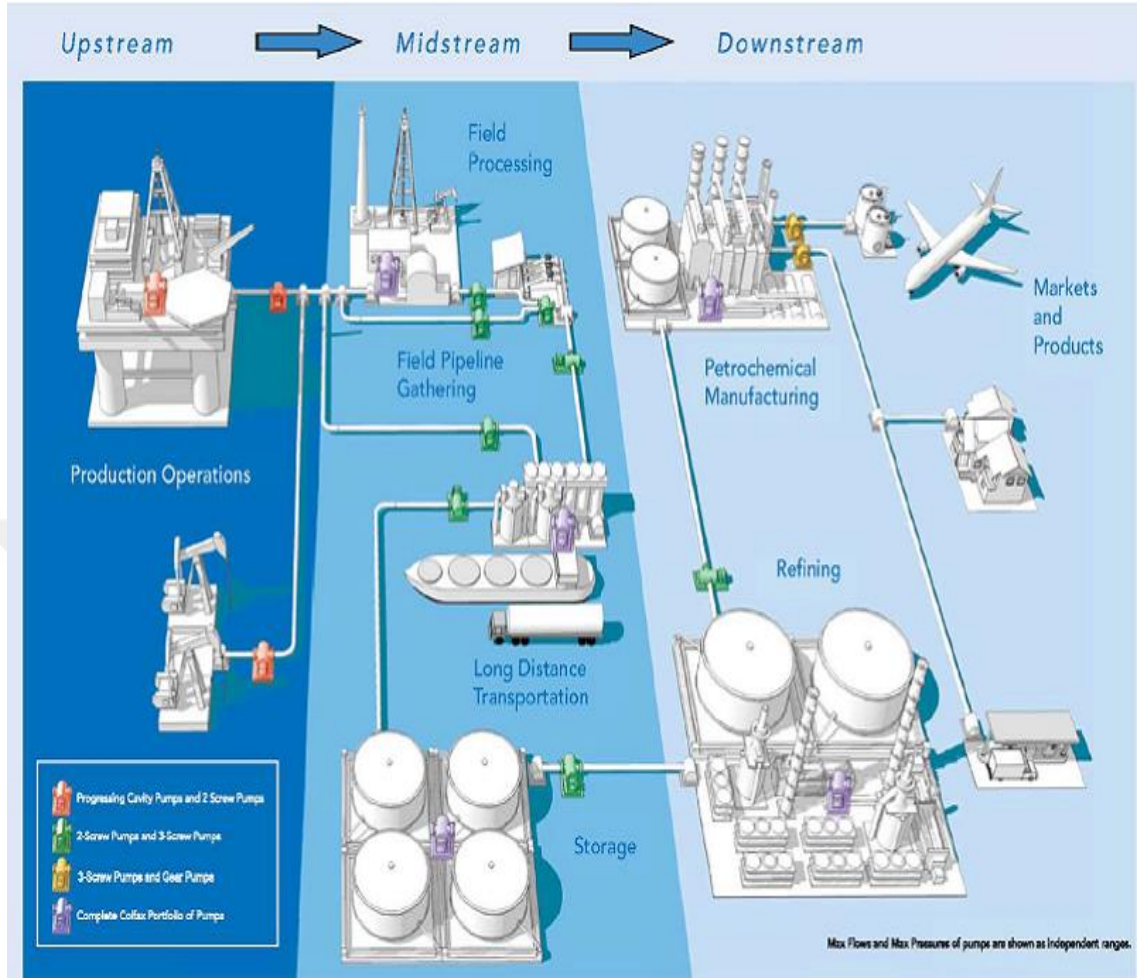 Upstream
Midstream
Downstream
Field
Processing
Field Pipeline
Gathering
Production Operations
Markets
and
Products
Petrochemical
Manufacturing
Refining
Long Distance
Transportation
Storage
Progressing Cavity Pumps and 2 Screw Pumps
2-Screw Pumps and 3-Screw Pumps
3-Screw Pumps and Gear Pumps
Complete Colfax Portfolio of Pumps
Max Flows and Max Pressures of pumps are shown as independent ranges.